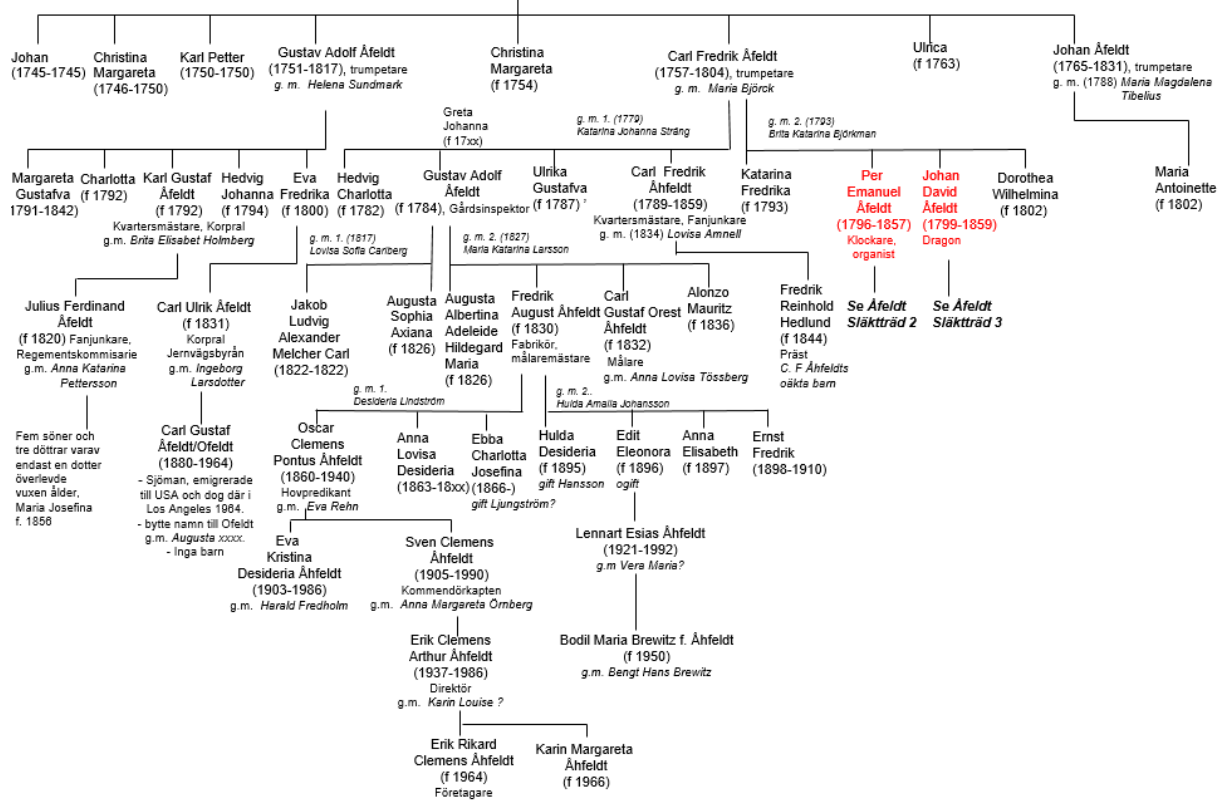 Johan
(1745-1745)
Christina
Margareta
(1746-1750)
Karl Petter
(1750-1750)
Gustav Adolf Åfeldt
(1751-1817), trumpetare
g. m. Helena Sundmark
Christina
Margareta
(f 1754)
Carl Fredrik Åfeldt
(1757-1804), trumpetare
g. m. Maria Björck
Ulrica
(f 1763)
Johan Åfeldt
(1765-1831), trumpetare
g. m. (1788) Maria Magdalena
Tibelius
Greta
Johanna
(f 17xx)
g. m. 1. (1779)
Katarina Johanna Sträng
g. m. 2. (1793)
Brita Katarina Björkman
Margareta
Gustafva
1791-1842)
Charlotta
(f 1792)
Karl Gustaf
Åfeldt
(f 1792)
Kvartersmästare, Korpral
g.m. Brita Elisabet Holmberg
Hedvig
Johanna
(f 1794)
Eva
Fredrika
(f 1800)
Hedvig
Charlotta
(f 1782)
Gustav Adolf
Åfeldt
(f 1784), Gårdsinspektor
Ulrika
Gustafva
(f 1787) '
Carl Fredrik
Åhfeldt
(1789-1859)
Kvartersmästare, Fanjunkare
g. m. (1834) Lovisa Amnell
Katarina
Fredrika
(f 1793)
Per
Emanuel
Åfeldt
(1796-1857)
Klockare,
organist
Johan
David
Åfeldt
(1799-1859)
Dragon
Dorothea
Wilhelmina
(f 1802)
Maria
Antoinette
(f 1802)
g. m. 1. (1817)
Lovisa Sofia Carlberg
g. m. 2. (1827)
Maria Katarina Larsson
Julius Ferdinand
Åfeldt
(f 1820) Fanjunkare,
Regementskommisarie
g.m. Anna Katarina
Pettersson
Carl Ulrik Åfeldt
(f 1831)
Korpral
Jernvägsbyrån
g.m. Ingeborg
Larsdotter
Jakob
Ludvig
Alexander
Melcher Carl
(1822-1822)
Augusta
Sophia
Axiana
(f 1826)
Augusta
Albertina
Adeleide
Hildegard
Maria
(f 1826)
Fredrik
August Åhfeldt
(f 1830)
Fabrikör,
målaremästare
Carl
Gustaf Orest
Åhfeldt
(f 1832)
Målare
g.m. Anna Lovisa Tössberg
Alonzo
Mauritz
(f 1836)
Fredrik
Reinhold
Hedlund
(f 1844)
Präst
C. F Åhfeldts
oäkta barn
Se Åfeldt
Släktträd 2
Se Åfeldt
Släktträd 3
g. m. 1.
Desideria Lindström
g. m. 2..
Hulda Amalia Johansson
Fem söner och
tre döttrar varav
endast en dotter
överlevde
vuxen ålder,
Maria Josefina
f. 1856
Carl Gustaf
Åfeldt/Ofeldt
(1880-1964)
- Sjöman, emigrerade
till USA och dog där i
Los Angeles 1964.
- bytte namn till Ofeldt
g.m. Augusta xxxx.
- Inga barn
Oscar
Clemens
Pontus Åhfeldt
(1860-1940)
Hovpredikant
g.m. Eva Rehn
Anna
Lovisa
Desideria
(1863-18xx)
Ebba
Charlotta
Josefina
(1866-)
gift Ljungström?
Hulda
Desideria
(f 1895)
gift Hansson
Edit
Eleonora
(f 1896)
ogift
Anna
Elisabeth
(f 1897)
Ernst
Fredrik
(1898-1910)
Eva
Kristina
Desideria Åhfeldt
(1903-1986)
g.m. Harald Fredholm
Sven Clemens
Åhfeldt
(1905-1990)
Kommendörkapten
g.m. Anna Margareta Örnberg
Lennart Esias Åhfeldt
(1921-1992)
g.m Vera Maria?
Erik Clemens
Arthur Åhfeldt
(1937-1986)
Direktör
g.m. Karin Louise ?
Bodil Maria Brewitz f. Åhfeldt
(f 1950)
g.m. Bengt Hans Brewitz
Erik Rikard
Clemens Åhfeldt
(f 1964)
Företagare
Karin Margareta
Åhfeldt
(f 1966)